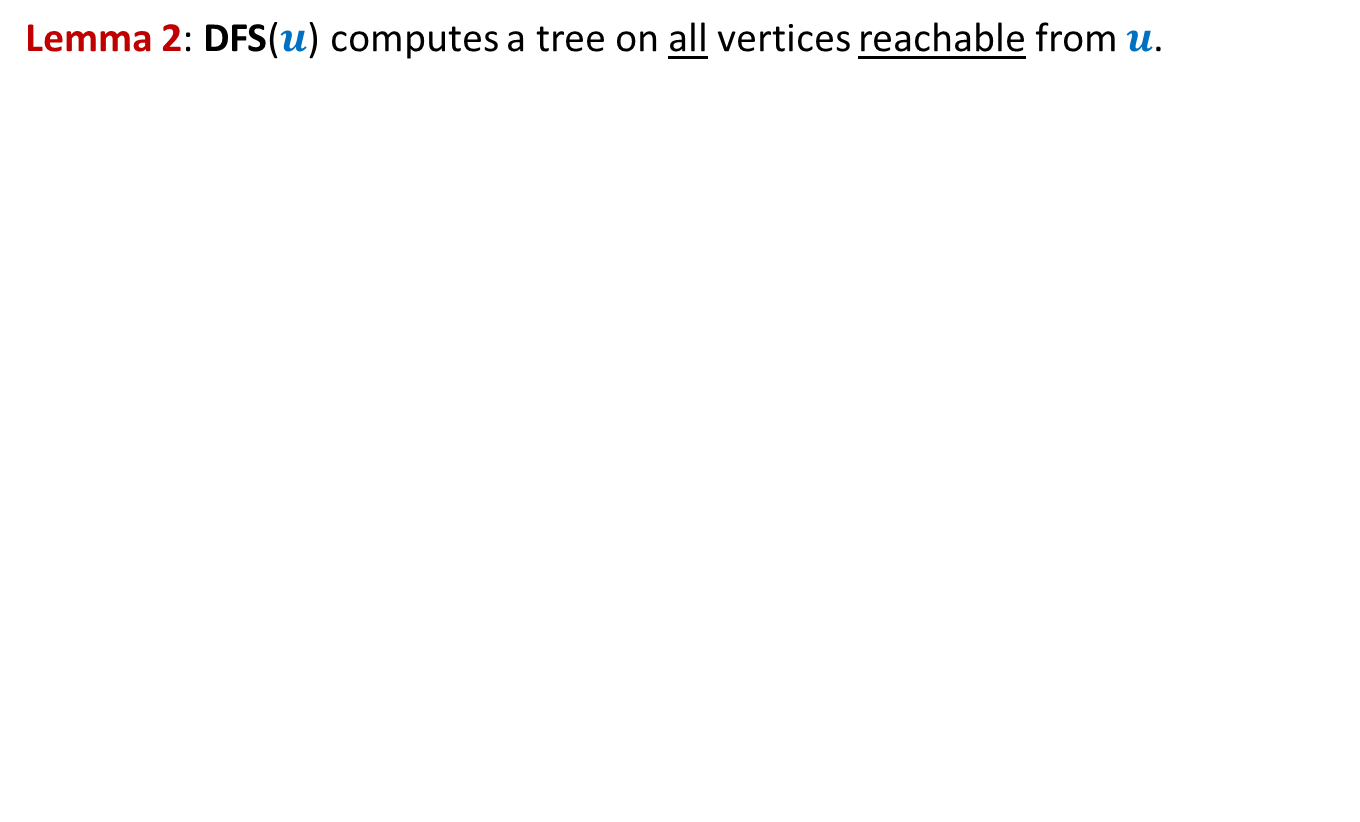 Lemma 2: DFS(u) computes a tree on all vertices reachable from u.